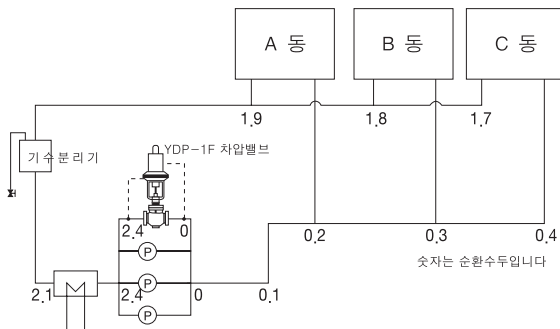 A 동
B 동
C 동
1.9
1.8
1.7
기수분리기
YDP-1F 차압밸브
2.4
0
P
0.2
0.3
0.4
숫자는 순환수두입니다
P
2.1
2.4
0
0.1
P